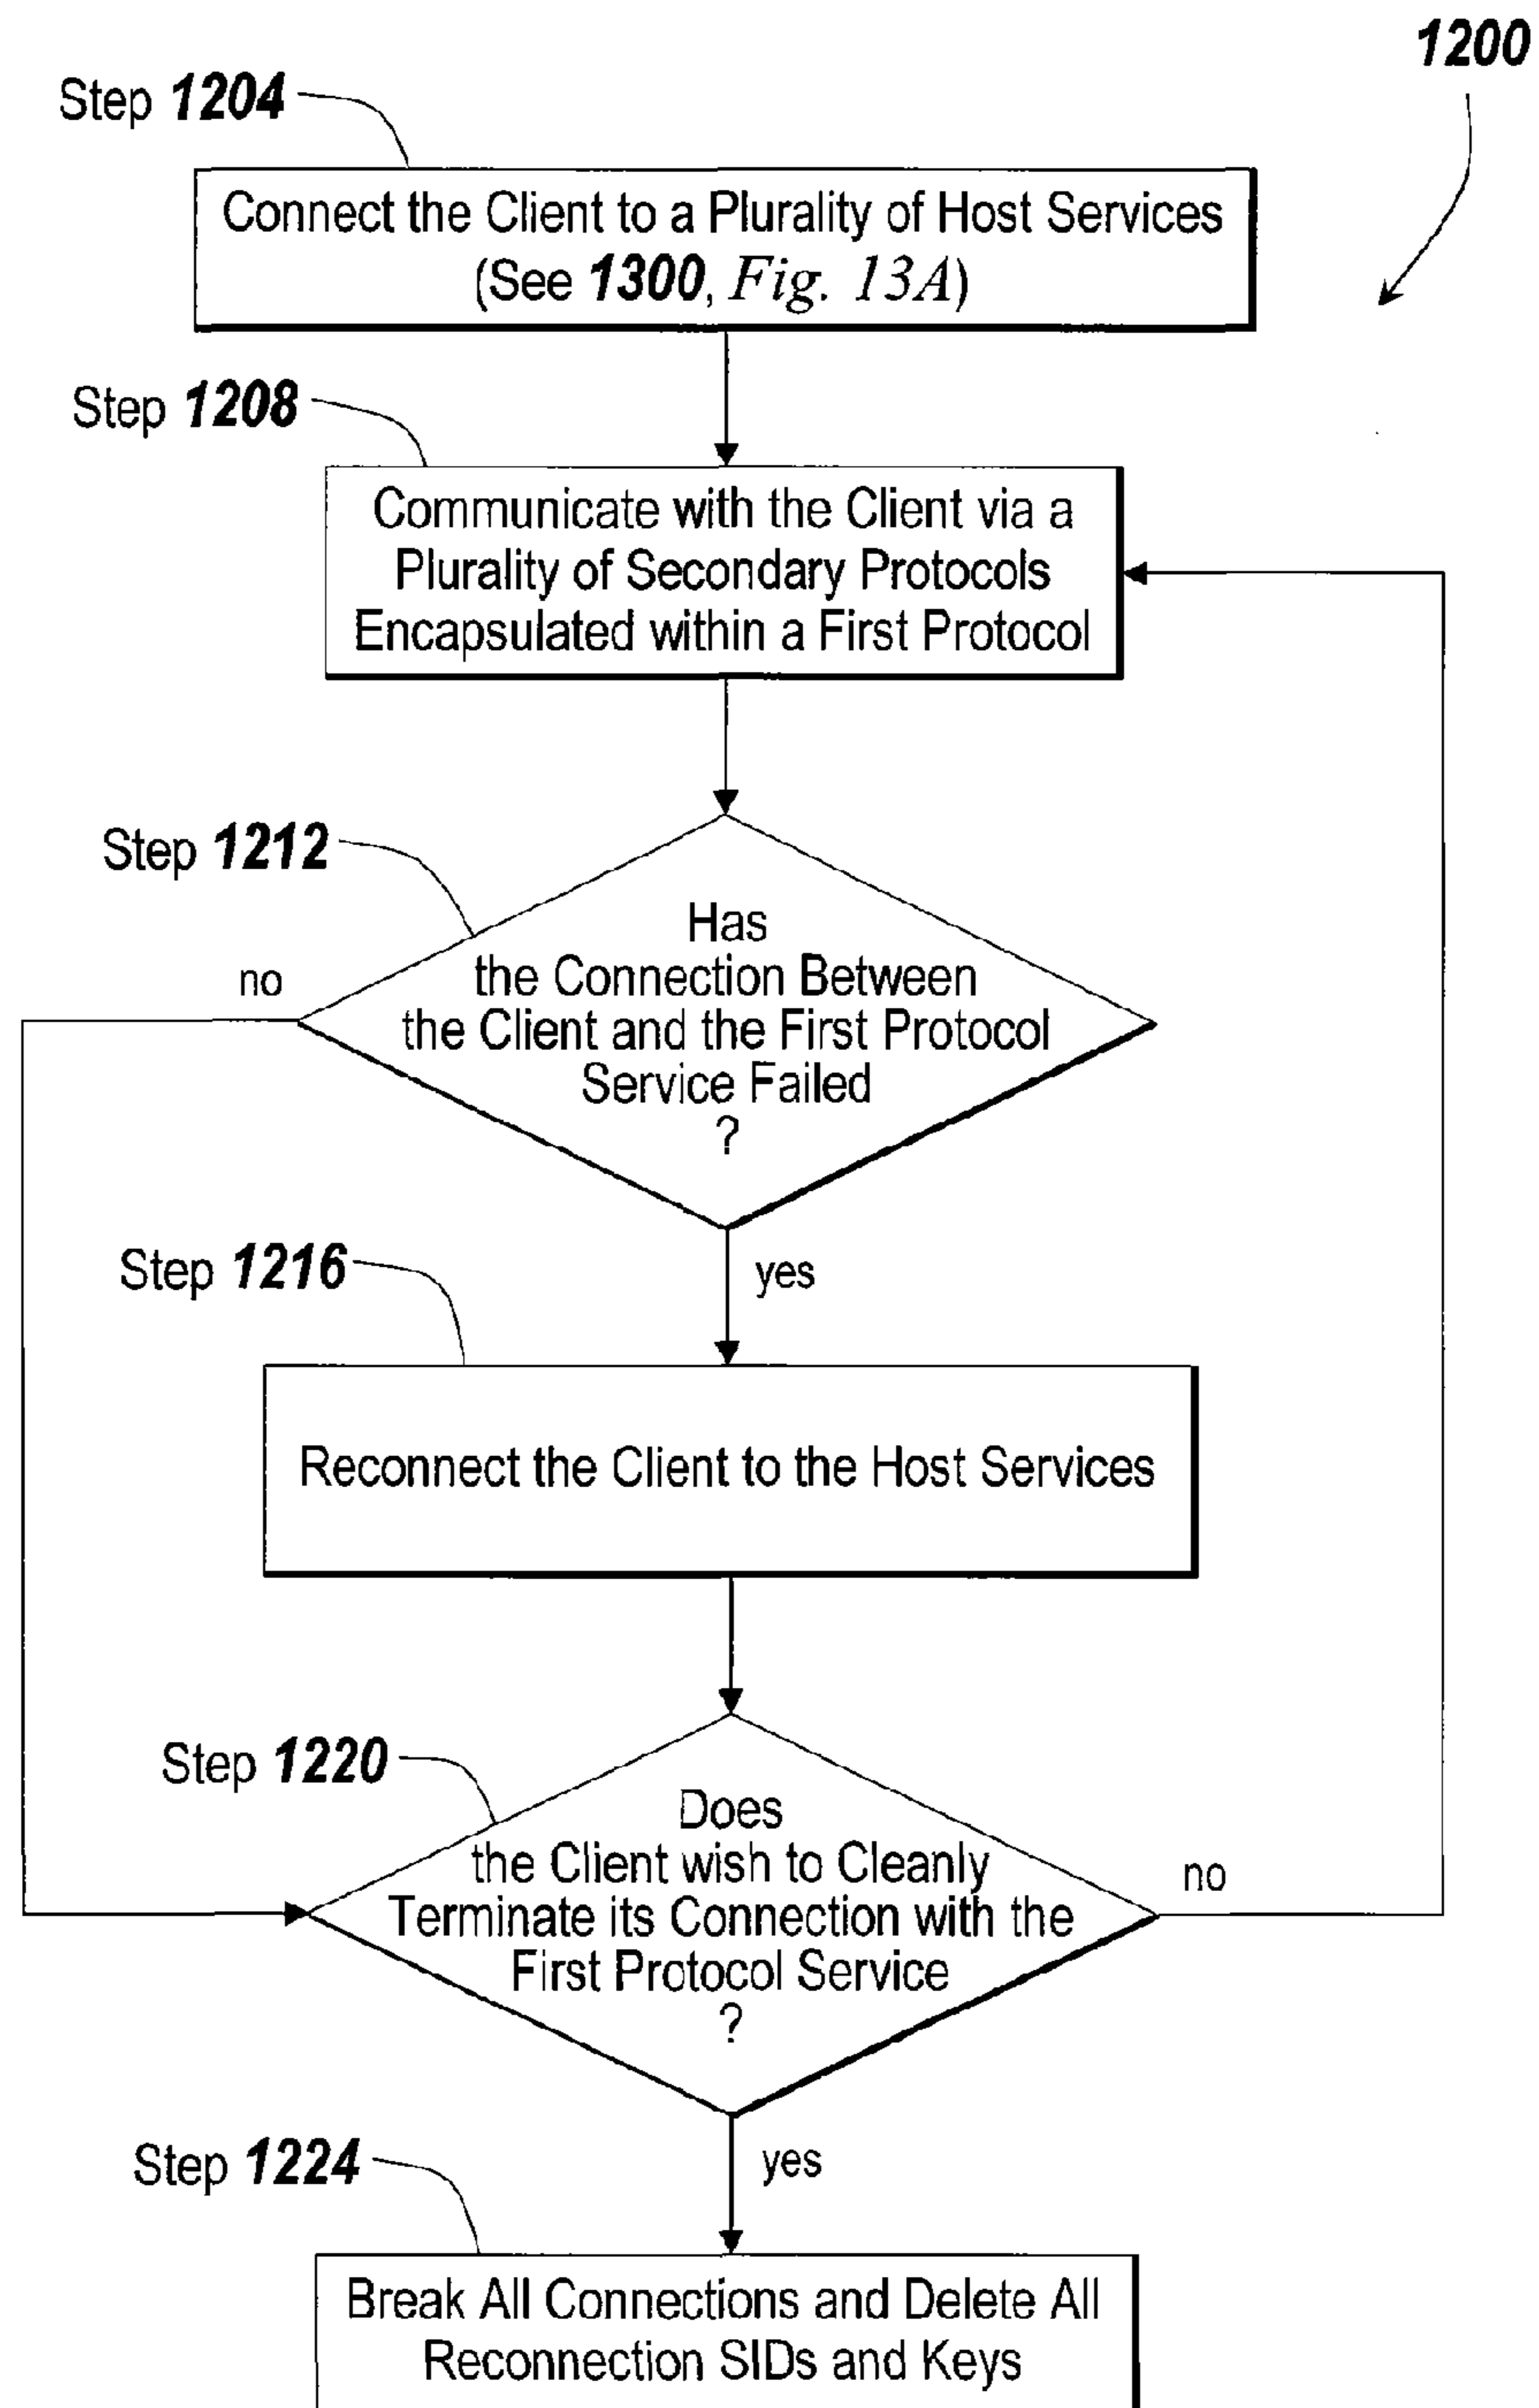 1200
Step 1204
Connect the Client to a Plurality of Host Services
(See 1300, Fig. 13A)
Step 1208
Communicate with the Client via a
Plurality of Secondary Protocols
Encapsulated within a First Protocol
Step 1212
Has
the Connection Between
the Client and the First Protocol
Service Failed
?
no
yes
Step 1216
Reconnect the Client to the Host Services
Step 1220
Does
the Client wish to Cleanly
Terminate its Connection with the
First Protocol Service
?
no
yes
Step 1224
Break All Connections and Delete All
Reconnection SIDs and Keys